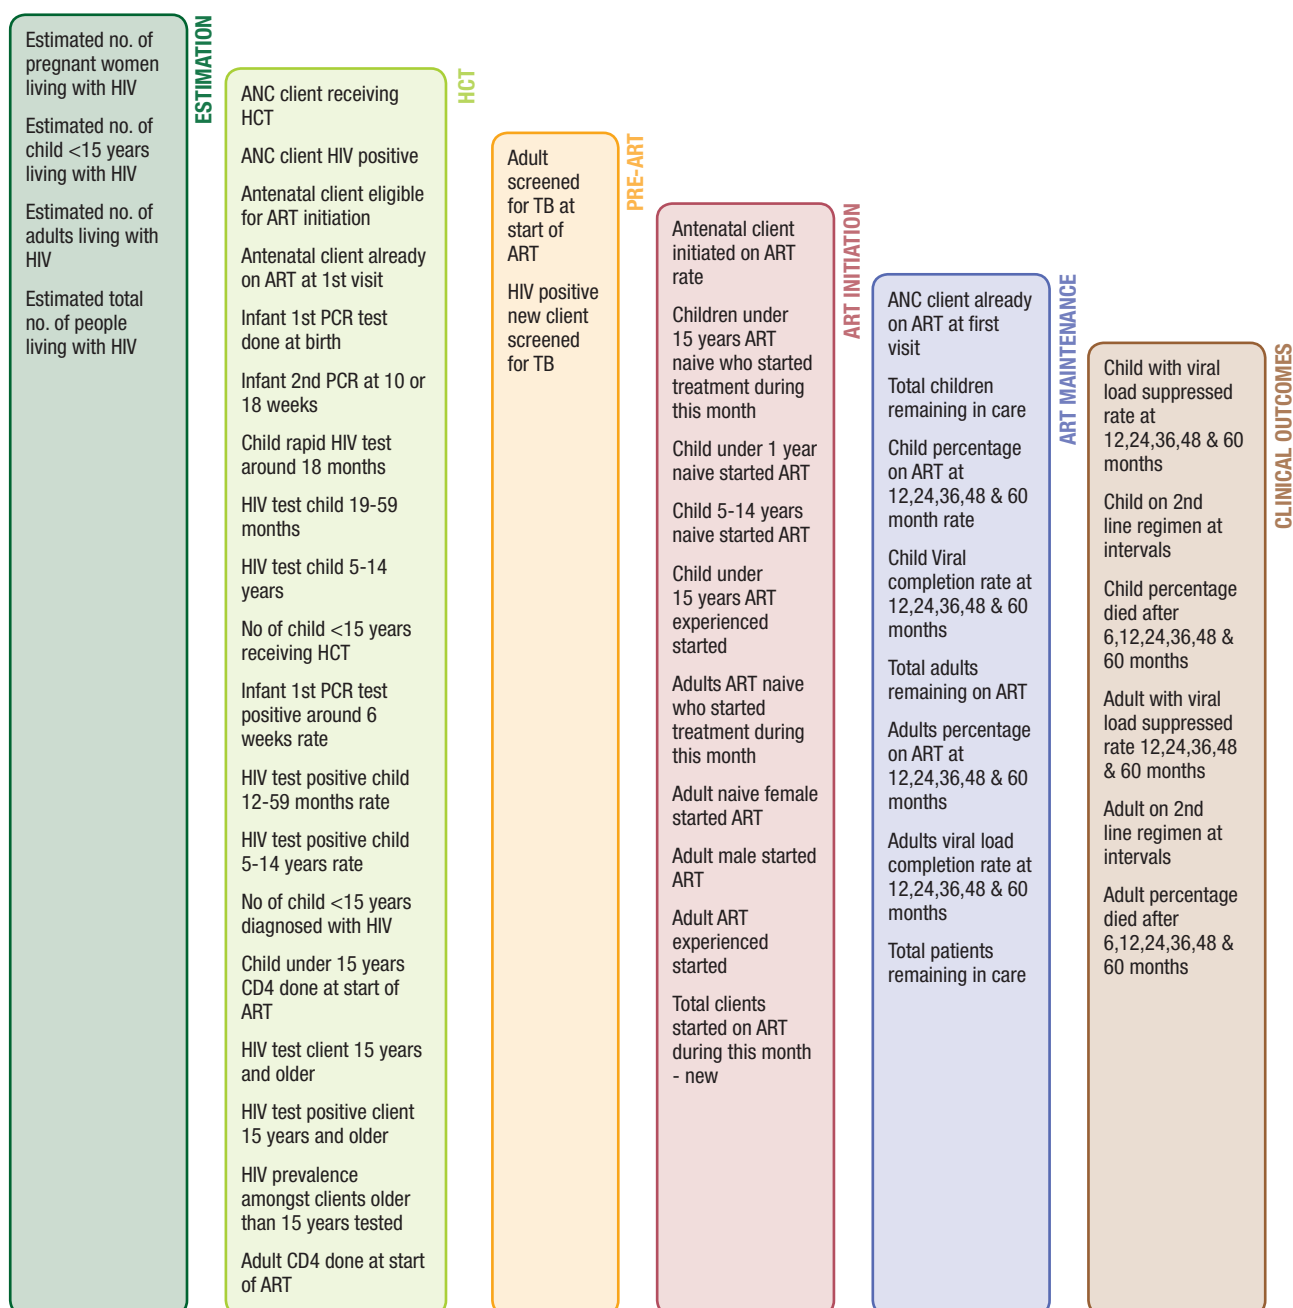 ESTIMATION
Estimated no. of
pregnant women
living with HIV
Estimated no. of
child <15 years
living with HIV
Estimated no. of
adults living with
HIV
Estimated total
no. of people
living with HIV
HCT
ANC client receiving
HCT
ANC client HIV positive
Antenatal client eligible
for ART initiation
Antenatal client already
on ART at 1st visit
Infant 1st PCR test
done at birth
Infant 2nd PCR at 10 or
18 weeks
Child rapid HIV test
around 18 months
HIV test child 19-59
months
HIV test child 5-14
years
No of child <15 years
receiving HCT
Infant 1st PCR test
positive around 6
weeks rate
HIV test positive child
12-59 months rate
HIV test positive child
5-14 years rate
No of child <15 years
diagnosed with HIV
Child under 15 years
CD4 done at start of
ART
HIV test client 15 years
and older
HIV test positive client
15 years and older
HIV prevalence
amongst clients older
than 15 years tested
Adult CD4 done at start
of ART
PRE-ART
Adult
screened
for TB at
start of
ART
HIV positive
new client
screened
for TB
ART INITIATION
Antenatal client
initiated on ART
rate
Children under
15 years ART
naive who started
treatment during
this month
Child under 1 year
naive started ART
Child 5-14 years
naive started ART
Child under
15 years ART
experienced
started
Adults ART naive
who started
treatment during
this month
Adult naive female
started ART
Adult male started
ART
Adult ART
experienced
started
Total clients
started on ART
during this month
- new
ART MAINTENANCE
ANC client already
on ART at first
visit
Total children
remaining in care
Child percentage
on ART at
12,24,36,48 & 60
month rate
Child Viral
completion rate at
12,24,36,48 & 60
months
Total adults
remaining on ART
Adults percentage
on ART at
12,24,36,48 & 60
months
Adults viral load
completion rate at
12,24,36,48 & 60
months
Total patients
remaining in care
CLINICAL OUTCOMES
Child with viral
load suppressed
rate at
12,24,36,48 & 60
months
Child on 2nd
line regimen at
intervals
Child percentage
died after
6,12,24,36,48 &
60 months
Adult with viral
load suppressed
rate 12,24,36,48
& 60 months
Adult on 2nd
line regimen at
intervals
Adult percentage
died after
6,12,24,36,48 &
60 months